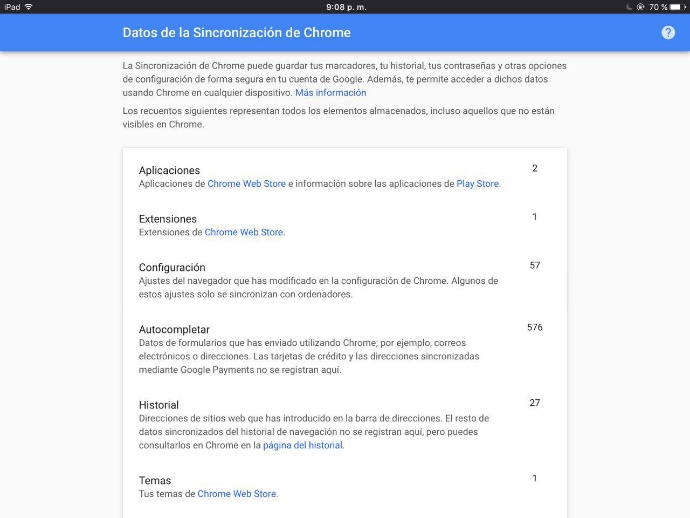 iPad 9:08 p. m. 70 %
Datos de la Sincronización de Chrome
?
La Sincronización de Chrome puede guardar tus marcadores, tu historial, tus contraseñas y otras opciones
de configuración de forma segura en tu cuenta de Google. Además, te permite acceder a dichos datos
usando Chrome en cualquier dispositivo. Más información
Los recuentos siguientes representan todos los elementos almacenados, incluso aquellos que no están
visibles en Chrome.
Aplicaciones 2
Aplicaciones de Chrome Web Store e información sobre las aplicaciones de Play Store.
Extensiones 1
Extensiones de Chrome Web Store.
Configuración 57
Ajustes del navegador que has modificado en la configuración de Chrome. Algunos de
estos ajustes solo se sincronizan con ordenadores.
Autocompletar 576
Datos de formularios que has enviado utilizando Chrome; por ejemplo, correos
electrónicos o direcciones. Las tarjetas de crédito y las direcciones sincronizadas
mediante Google Payments no se registran aquí.
Historial 27
Direcciones de sitios web que has introducido en la barra de direcciones. El resto de
datos sincronizados del historial de navegación no se registran aquí, pero puedes
consultarlos en Chrome en la página del historial.
Temas 1
Tus temas de Chrome Web Store.